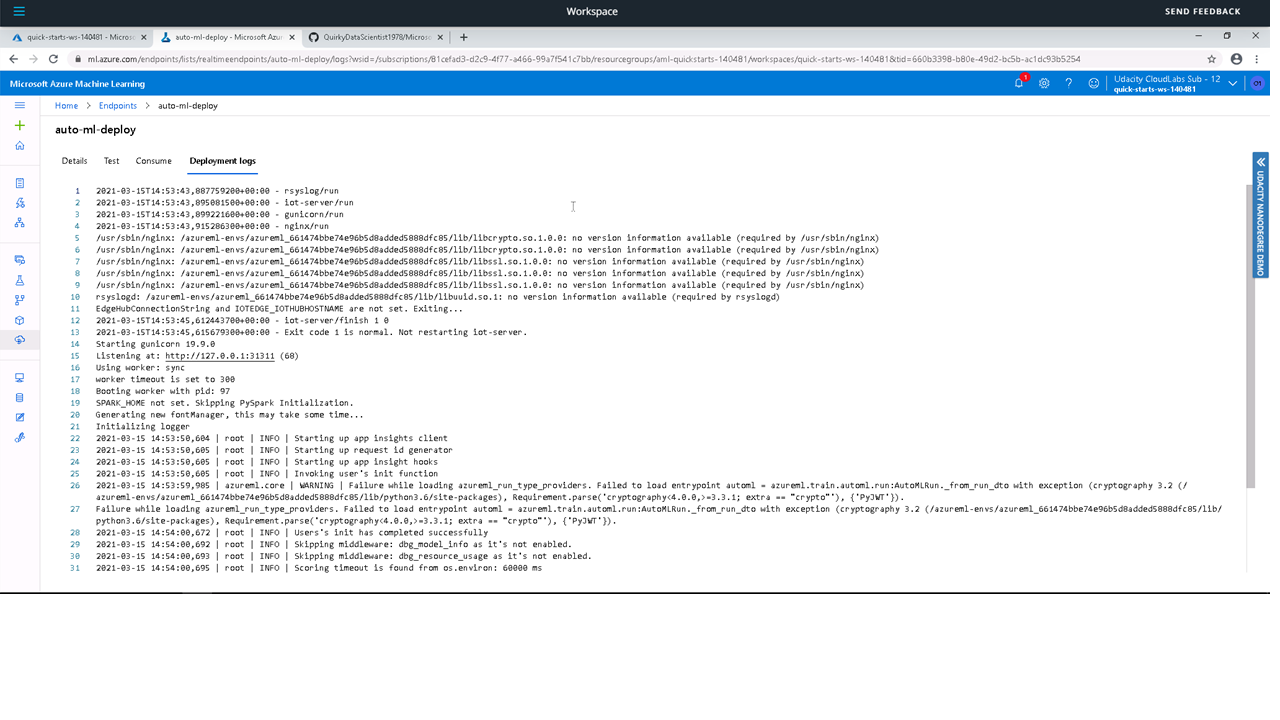 Workspace
SEND FEEDBACK
quick-starts-ws-140481 - Microso
auto-ml-deploy - Microsoft Azur
QuirkyDataScientist1978/Microso
ml.azure.com/endpoints/lists/realtimeendpoints/auto-ml-deploy/logs?wsid=/subscriptions/81cefad3-d2c9-4f77-a466-99a7f541c7bb/resourcegroups/aml-quickstarts-140481/workspaces/quick-starts-ws-140481&tid=660b3398-b80e-49d2-bc5b-ac1dc93b5254
Microsoft Azure Machine Learning
1
Udacity CloudLabs Sub - 12
quick-starts-ws-140481
Home > Endpoints > auto-ml-deploy
auto-ml-deploy
Details Test Consume Deployment logs
UDACITY NANODEGREE DEMO
1 2021-03-15T14:53:43,887759200+00:00 - rsyslog/run
2 2021-03-15T14:53:43,895081500+00:00 - iot-server/run
3 2021-03-15T14:53:43,899221600+00:00 - gunicorn/run
4 2021-03-15T14:53:43,915286300+00:00 - nginx/run
5 /usr/sbin/nginx: /azureml-envs/azureml_661474bbe74e96b5d8added5888dfc85/lib/libcrypto.so.1.0.0: no version information available (required by /usr/sbin/nginx)
6 /usr/sbin/nginx: /azureml-envs/azureml_661474bbe74e96b5d8added5888dfc85/lib/libcrypto.so.1.0.0: no version information available (required by /usr/sbin/nginx)
7 /usr/sbin/nginx: /azureml-envs/azureml_661474bbe74e96b5d8added5888dfc85/lib/libssl.so.1.0.0: no version information available (required by /usr/sbin/nginx)
8 /usr/sbin/nginx: /azureml-envs/azureml_661474bbe74e96b5d8added5888dfc85/lib/libssl.so.1.0.0: no version information available (required by /usr/sbin/nginx)
9 /usr/sbin/nginx: /azureml-envs/azureml_661474bbe74e96b5d8added5888dfc85/lib/libssl.so.1.0.0: no version information available (required by /usr/sbin/nginx)
10 rsyslogd: /azureml-envs/azureml_661474bbe74e96b5d8added5888dfc85/lib/libuuid.so.1: no version information available (required by rsyslogd)
11 EdgeHubConnectionString and IOTEDGE_IOTHUBHOSTNAME are not set. Exiting...
12 2021-03-15T14:53:45,612443700+00:00 - iot-server/finish 1 0
13 2021-03-15T14:53:45,615679300+00:00 - Exit code 1 is normal. Not restarting iot-server.
14 Starting gunicorn 19.9.0
15 Listening at: http://127.0.0.1:31311 (60)
16 Using worker: sync
17 worker timeout is set to 300
18 Booting worker with pid: 97
19 SPARK_HOME not set. Skipping PySpark Initialization.
20 Generating new fontManager, this may take some time...
21 Initializing logger
22 2021-03-15 14:53:50,604 | root | INFO | Starting up app insights client
23 2021-03-15 14:53:50,605 | root | INFO | Starting up request id generator
24 2021-03-15 14:53:50,605 | root | INFO | Starting up app insight hooks
25 2021-03-15 14:53:50,605 | root | INFO | Invoking user's init function
26 2021-03-15 14:53:59,985 | azureml.core | WARNING | Failure while loading azureml_run_type_providers. Failed to load entrypoint automl = azureml.train.automl.run:AutoMLRun._from_run_dto with exception (cryptography 3.2 (/
azureml-envs/azureml_661474bbe74e96b5d8added5888dfc85/lib/python3.6/site-packages), Requirement.parse('cryptography<4.0.0,>=3.3.1; extra == "crypto"'), {'PyJWT'}).
27 Failure while loading azureml_run_type_providers. Failed to load entrypoint automl = azureml.train.automl.run:AutoMLRun._from_run_dto with exception (cryptography 3.2 (/azureml-envs/azureml_661474bbe74e96b5d8added5888dfc85/lib/
python3.6/site-packages), Requirement.parse('cryptography<4.0.0,>=3.3.1; extra == "crypto"'), {'PyJWT'}).
28 2021-03-15 14:54:00,672 | root | INFO | Users's init has completed successfully
29 2021-03-15 14:54:00,692 | root | INFO | Skipping middleware: dbg_model_info as it's not enabled.
30 2021-03-15 14:54:00,693 | root | INFO | Skipping middleware: dbg_resource_usage as it's not enabled.
31 2021-03-15 14:54:00,695 | root | INFO | Scoring timeout is found from os.environ: 60000 ms